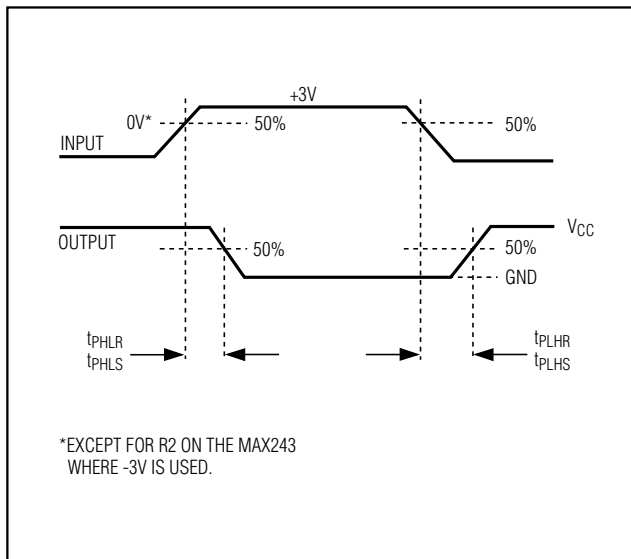 +3V
0V*
50%
50%
INPUT
VCC
OUTPUT
50%
50%
GND
tPHLR
tPHLS
tPLHR
tPLHS
*EXCEPT FOR R2 ON THE MAX243
WHERE -3V IS USED.